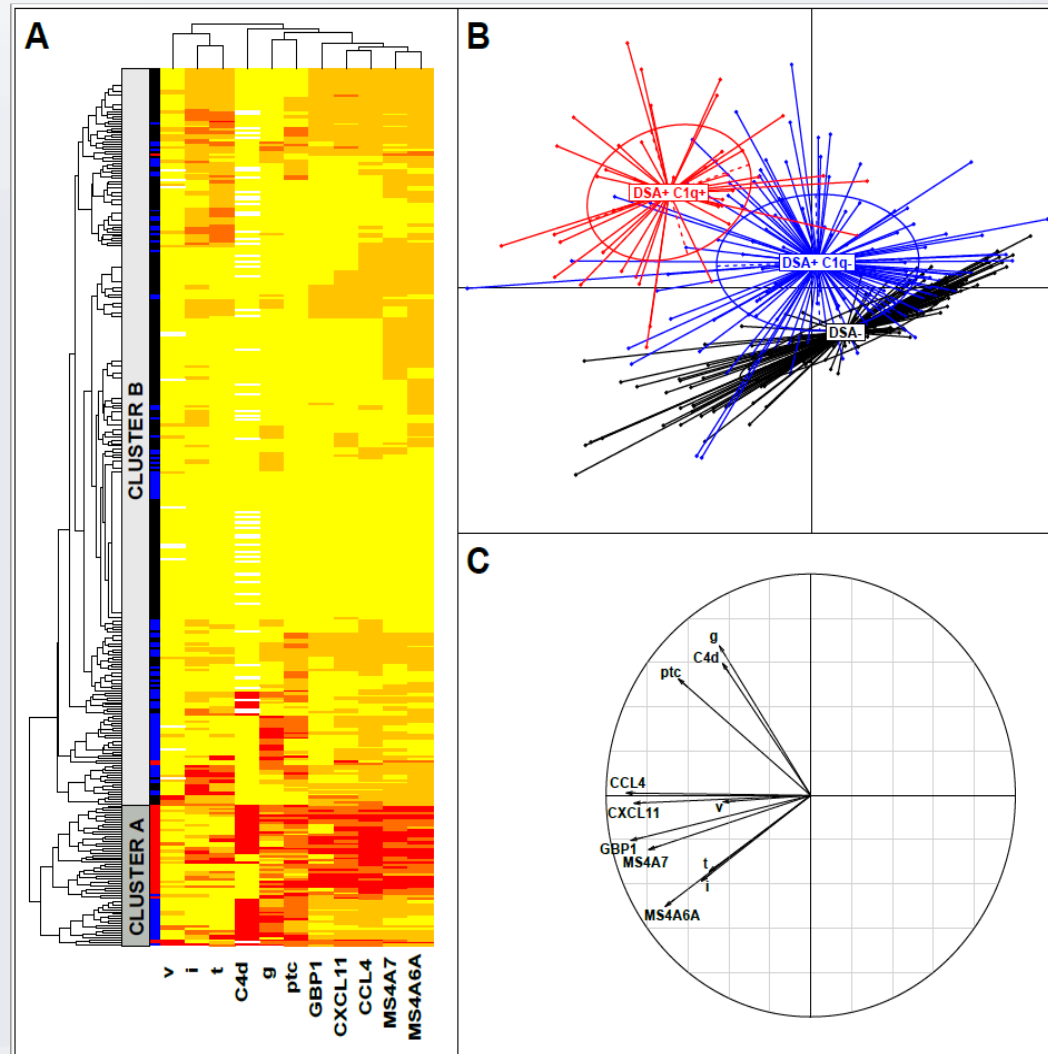 A
CLUSTER B
CLUSTER A
v
i
t
C4d
g
ptc
GBP1
CXCL11
CCL4
MS4A7
MS4A6A
B
DSA+ C1q+
DSA+ C1q-
DSA-
C
g
C4d
ptc
CCL4
CXCL11
v
GBP1
MS4A7
t
i
MS4A6A